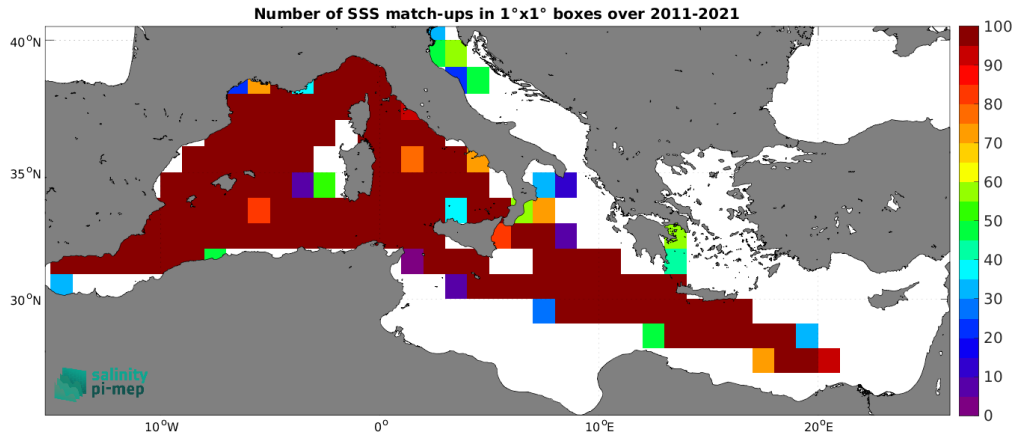 Number of SSS match-ups in 1°x1° boxes over 2011-2021
40°N
35°N
30°N
10°W
0°
10°E
20°E
100
90
80
70
60
50
40
30
20
10
0
salinity
pi-mep